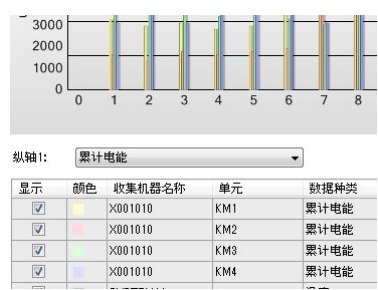 3000
2000
1000
0
0 1 2 3 4 5 6 7 8
纵轴1: 累计电能
显示 颜色 收集机器名称 单元 数据种类
X001010 KM1 累计电能
X001010 KM2 累计电能
X001010 KM3 累计电能
X001010 KM4 累计电能